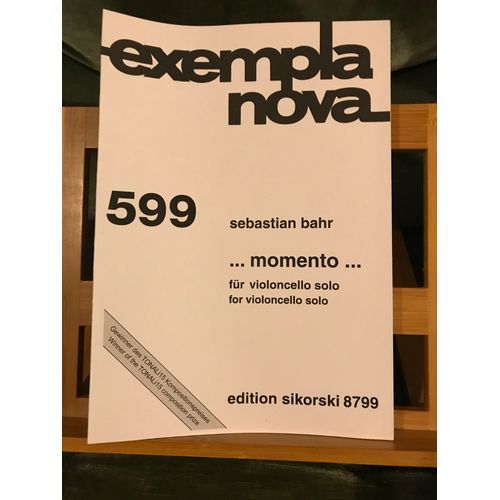 exempla
nova
599
sebastian bahr
... momento ...
für violoncello solo
for violoncello solo
Gewinner des TONALi15 Kompositionspreises
Winner of the TONALi15 composition prize
edition sikorski 8799